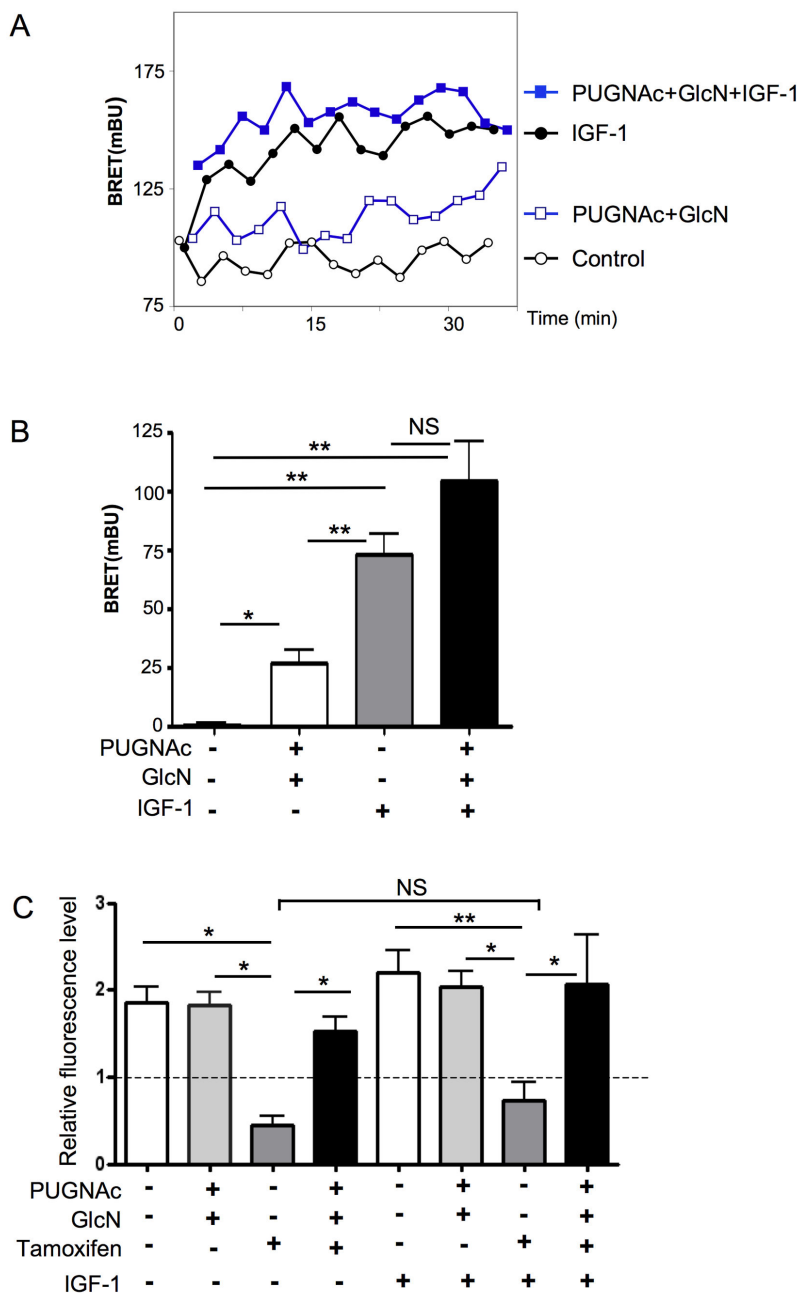 A
BRET(mBU)
175
125
75
0 15 30 Time (min)
PUGNAc+GlcN+IGF-1
IGF-1
PUGNAc+GlcN
Control
B
BRET(mBU)
125
100
75
50
25
0
NS
**
**
**
*
PUGNAc - + - +
GlcN - + - +
IGF-1 - - + +
C
Relative fluorescence level
3
2
1
0
NS
* **
* * * *
PUGNAc - + - + - + - +
GlcN - + - + - + - +
Tamoxifen - - + + - - + +
IGF-1 - - - - + + + +